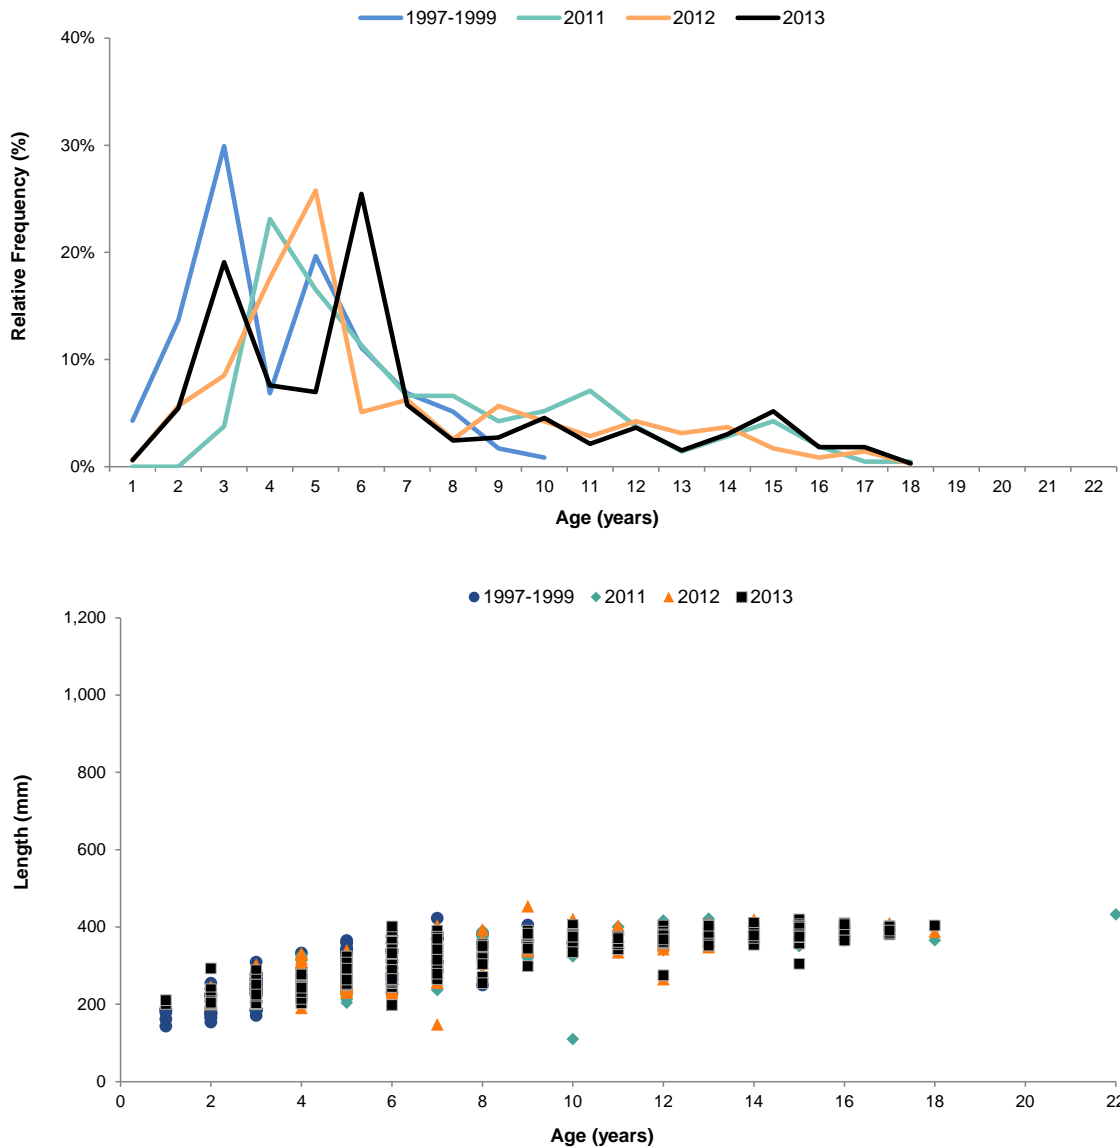 1997-1999 2011 2012 2013
40%
30%
20%
10%
0%
Relative Frequency (%)
1 2 3 4 5 6 7 8 9 10 11 12 13 14 15 16 17 18 19 20 21 22
Age (years)
1997-1999 2011 2012 2013
1,200
1,000
800
600
400
200
0
Length (mm)
0 2 4 6 8 10 12 14 16 18 20 22
Age (years)